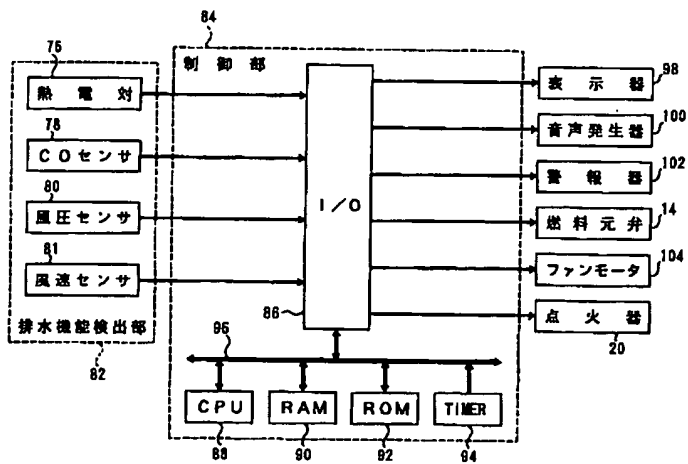 84
76
制御部
98
熱電対
表示器
100
78
音声発生器
COセンサ
102
80
警報器
I/O
14
風圧センサ
燃料元弁
81
104
風速センサ
ファンモータ
86
排水機能検出部
点火器
82
96
20
CPU
RAM
ROM
TIMER
88
90
92
94